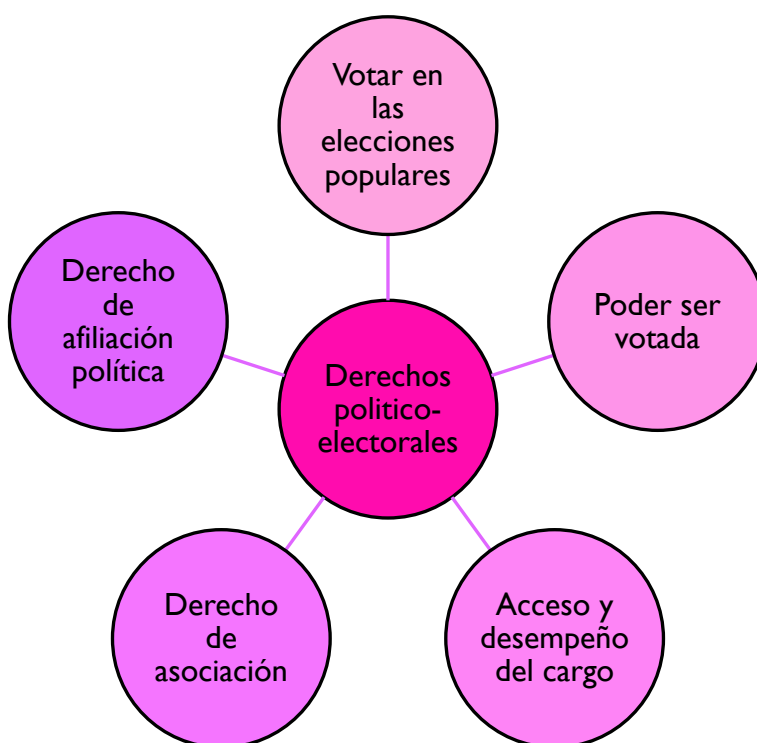 Votar en
las
elecciones
populares
Poder ser
votada
Acceso y
desempeño
del cargo
Derecho
de
asociación
Derecho
de
afiliación
política
Derechos
politico-
electorales